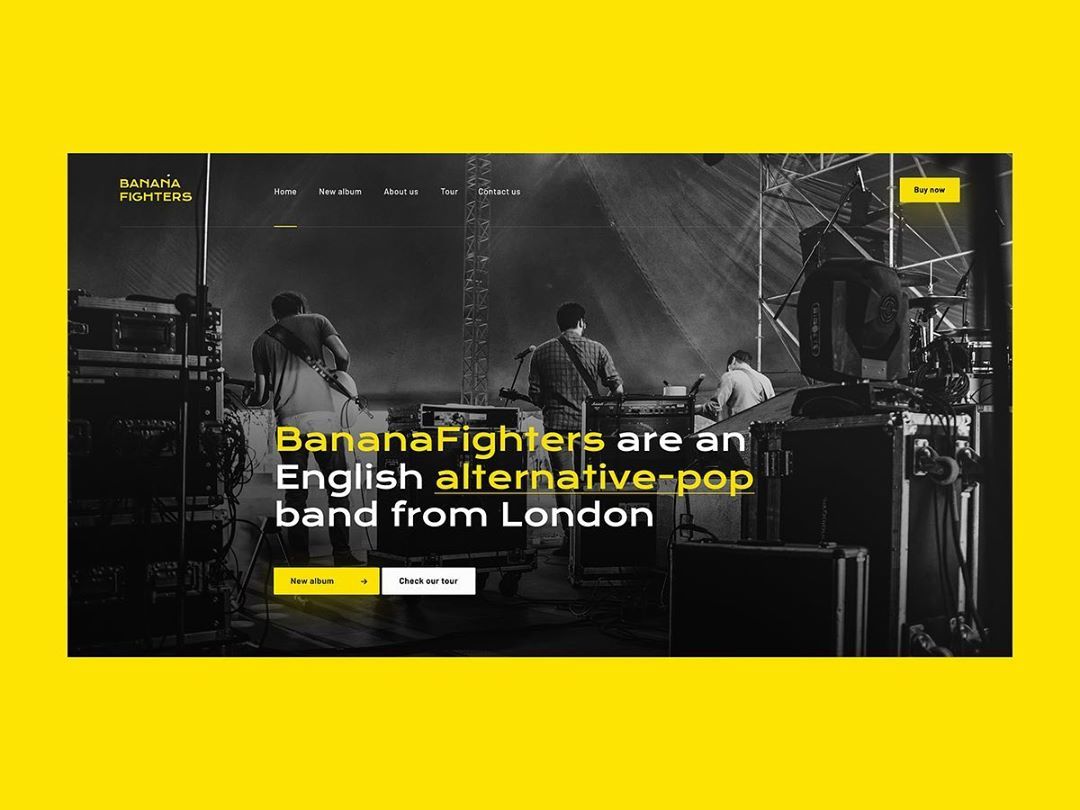 BANANA
FIGHTERS
Home
New album
About us
Tour
Contact us
Buy now
BananaFighters are an
English alternative-pop
band from London
New album →
Check our tour